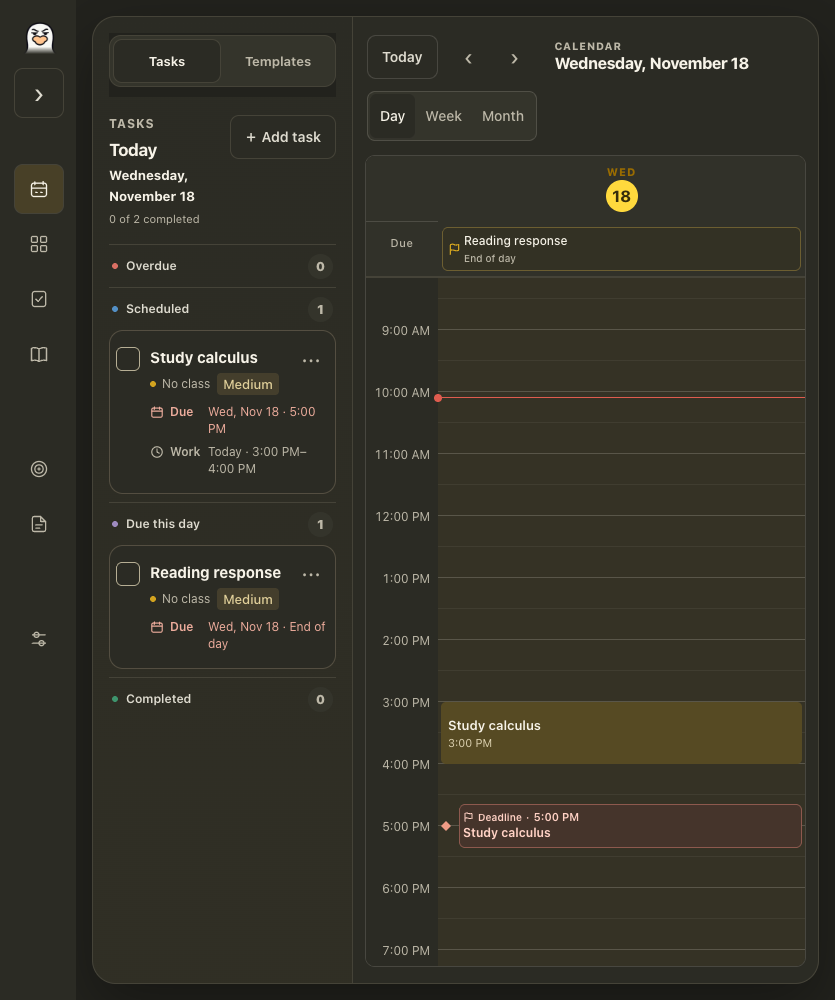 Tasks
Templates
TASKS
Today
Wednesday,
November 18
0 of 2 completed
+ Add task
Overdue
0
Scheduled
1
Study calculus
No class
Medium
Due
Wed, Nov 18 · 5:00
PM
Work
Today · 3:00 PM–
4:00 PM
Due this day
1
Reading response
No class
Medium
Due
Wed, Nov 18 · End of
day
Completed
0
Today
CALENDAR
Wednesday, November 18
Day
Week
Month
WED
18
Due
Reading response
End of day
9:00 AM
10:00 AM
11:00 AM
12:00 PM
1:00 PM
2:00 PM
3:00 PM
Study calculus
3:00 PM
4:00 PM
5:00 PM
Deadline · 5:00 PM
Study calculus
6:00 PM
7:00 PM